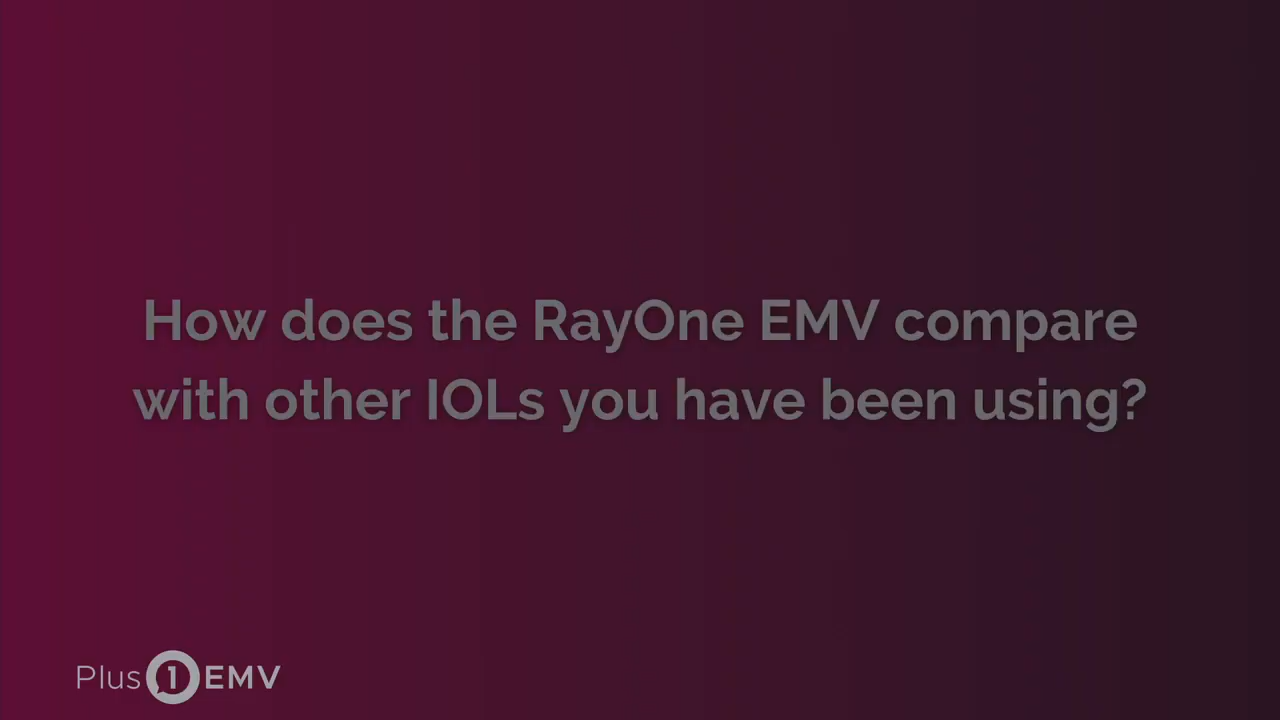 How does the RayOne EMV compare
with other IOLs you have been using?
Plus 1 EMV